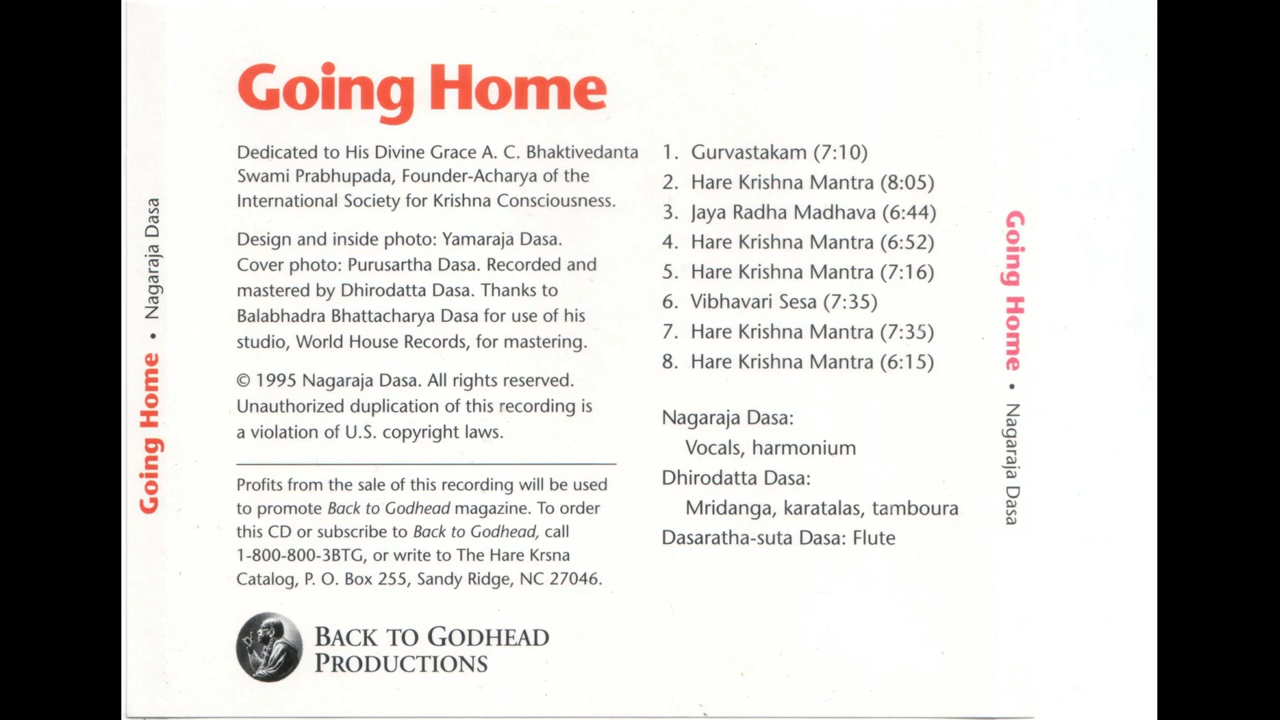 Going Home
Dedicated to His Divine Grace A. C. Bhaktivedanta
Swami Prabhupada, Founder-Acharya of the
International Society for Krishna Consciousness.
Design and inside photo: Yamaraja Dasa.
Cover photo: Purusartha Dasa. Recorded and
mastered by Dhirodatta Dasa. Thanks to
Balabhadra Bhattacharya Dasa for use of his
studio, World House Records, for mastering.
© 1995 Nagaraja Dasa. All rights reserved.
Unauthorized duplication of this recording is
a violation of U.S. copyright laws.
Profits from the sale of this recording will be used
to promote Back to Godhead magazine. To order
this CD or subscribe to Back to Godhead, call
1-800-800-3BTG, or write to The Hare Krsna
Catalog, P. O. Box 255, Sandy Ridge, NC 27046.
BACK TO GODHEAD
PRODUCTIONS
1. Gurvastakam (7:10)
2. Hare Krishna Mantra (8:05)
3. Jaya Radha Madhava (6:44)
4. Hare Krishna Mantra (6:52)
5. Hare Krishna Mantra (7:16)
6. Vibhavari Sesa (7:35)
7. Hare Krishna Mantra (7:35)
8. Hare Krishna Mantra (6:15)
Nagaraja Dasa:
Vocals, harmonium
Dhirodatta Dasa:
Mridanga, karatalas, tamboura
Dasaratha-suta Dasa: Flute
Going Home • Nagaraja Dasa
Going Home • Nagaraja Dasa